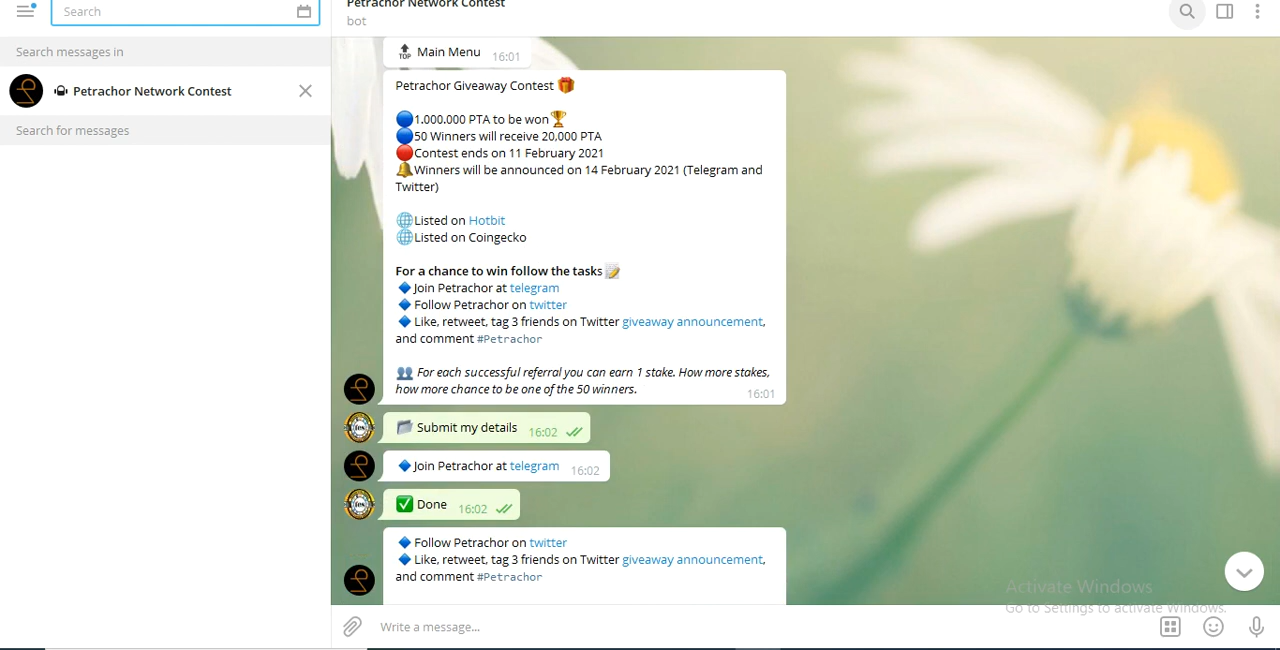 Search
Petrachor Network Contest
bot
Search messages in
Petrachor Network Contest
Search for messages
TOP Main Menu 16:01
Petrachor Giveaway Contest
1.000.000 PTA to be won
50 Winners will receive 20,000 PTA
Contest ends on 11 February 2021
Winners will be announced on 14 February 2021 (Telegram and
Twitter)
Listed on Hotbit
Listed on Coingecko
For a chance to win follow the tasks
Join Petrachor at telegram
Follow Petrachor on twitter
Like, retweet, tag 3 friends on Twitter giveaway announcement,
and comment #Petrachor
For each successful referral you can earn 1 stake. How more stakes,
how more chance to be one of the 50 winners.
16:01
Submit my details 16:02
Join Petrachor at telegram 16:02
Done 16:02
Follow Petrachor on twitter
Like, retweet, tag 3 friends on Twitter giveaway announcement,
and comment #Petrachor
Activate Windows
Go to Settings to activate Windows.
Write a message...